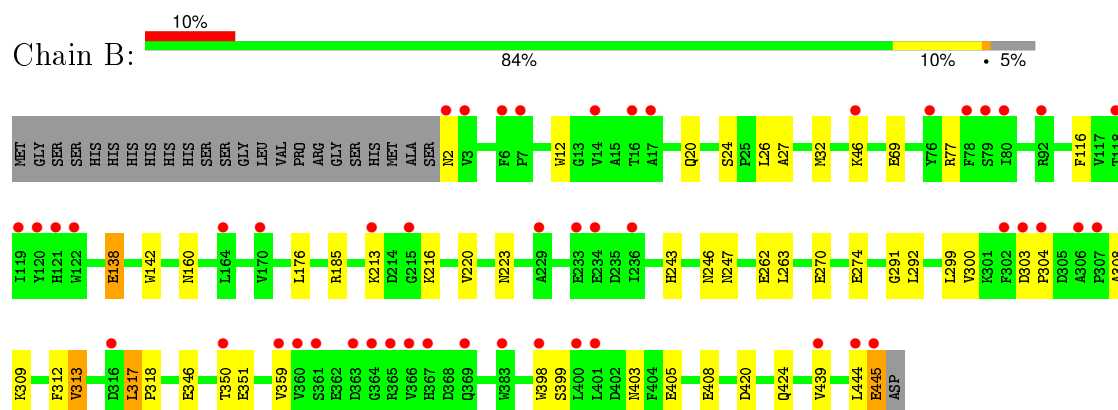 10%
Chain B:
84% 10% • 5%
MET GLY SER SER HIS HIS HIS HIS HIS HIS SER SER GLY LEU VAL PRO ARG GLY SER HIS MET ALA SER N2 V3 F6 P7 W12 G13 V14 A15 T16 A17 Q20 S24 P25 L26 A27 M32 K46 E69 Y76 R77 F78 S79 I80 R92 F116 V117 T118
I119 Y120 H121 W122 E138 W142 N160 L164 V170 L176 R185 K213 D214 G215 K216 V220 N223 A229 E233 E234 D235 I236 H243 N246 N247 E262 L263 E270 E274 G291 L292 L299 V300 K301 F302 D303 P304 D305 A306 P307 A308
K309 F312 V313 D316 L317 P318 E346 T350 E351 V359 V360 S361 E362 D363 G364 R365 V366 H367 D368 Q369 W383 W398 S399 L400 L401 D402 N403 F404 E405 E408 D420 Q424 V439 L444 E445 ASP